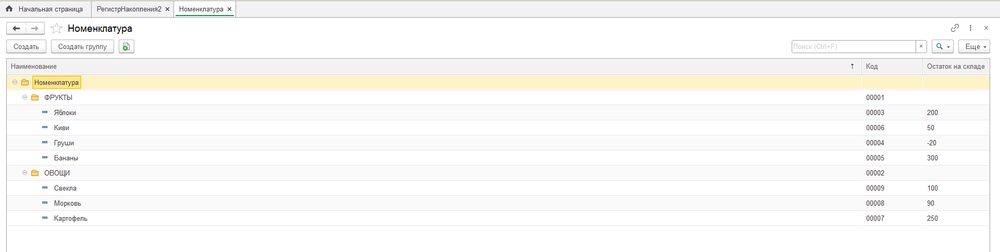 Начальная страница РегистрНакопления2 × Номенклатура ×
Номенклатура
Создать Создать группу Поиск (Ctrl+F) × Еще
Наименование ↑ Код Остаток на складе
Номенклатура
ФРУКТЫ 00001
Яблоки 00003 200
Киви 00006 50
Груши 00004 -20
Бананы 00005 300
ОВОЩИ 00002
Свекла 00009 100
Морковь 00008 90
Картофель 00007 250